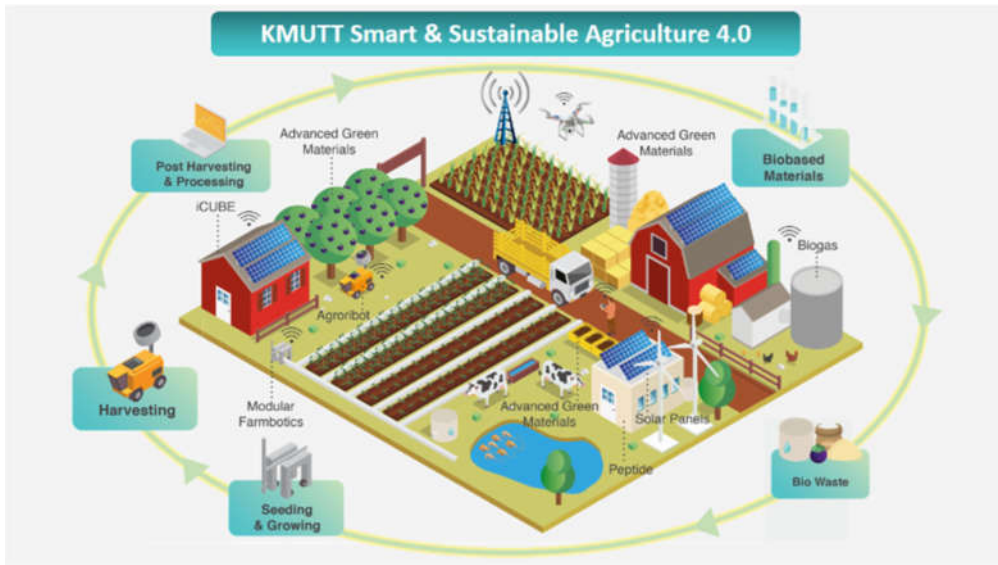 KMUTT Smart & Sustainable Agriculture 4.0
Post Harvesting
& Processing
Advanced Green
Materials
Advanced Green
Materials
Biobased
Materials
iCUBE
Biogas
Agroribot
Harvesting
Modular
Farmbotics
Advanced Green
Materials
Solar Panels
Peptide
Seeding
& Growing
Bio Waste